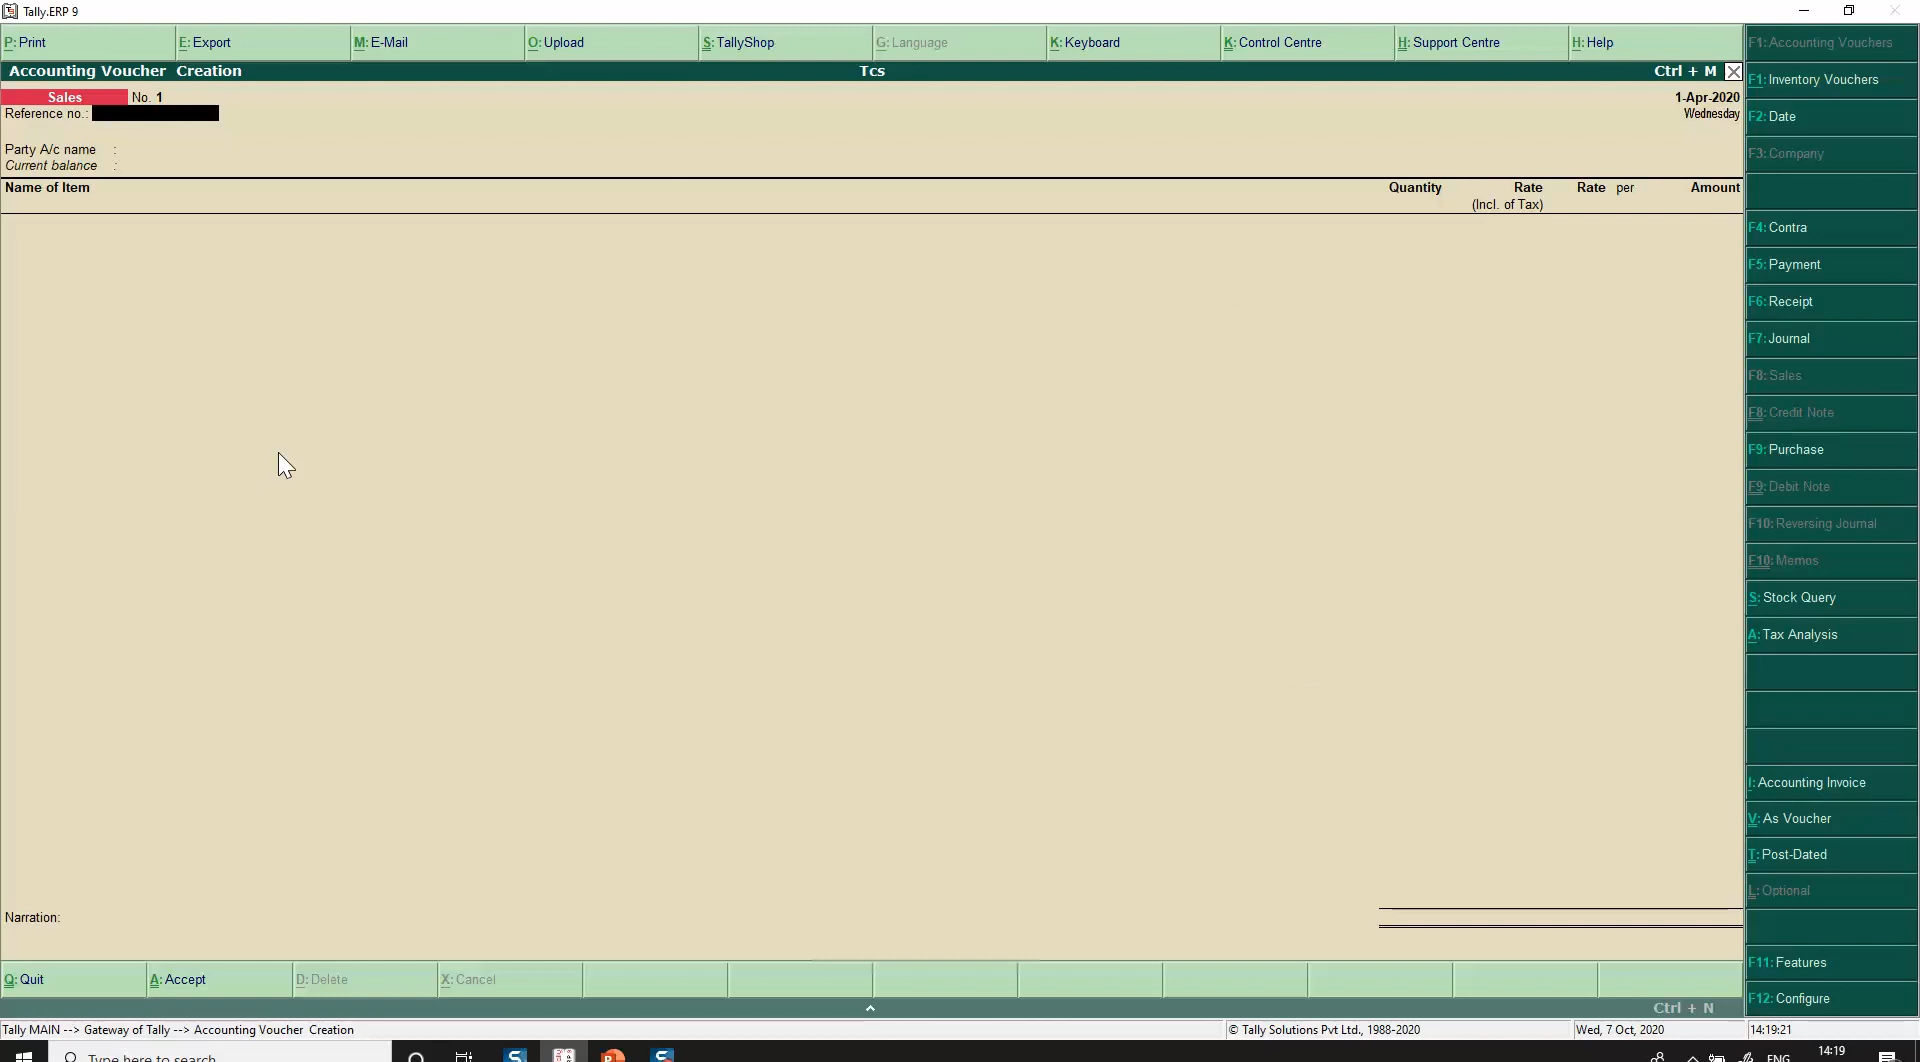 Tally.ERP 9
P: Print
E: Export
M: E-Mail
O: Upload
S: TallyShop
G: Language
K: Keyboard
K: Control Centre
H: Support Centre
H: Help
Accounting Voucher Creation
Tcs
Ctrl + M
Sales
No. 1
1-Apr-2020
Reference no.:
Wednesday
Party A/c name :
Current balance :
Name of Item
Quantity
Rate
Rate per
Amount
(Incl. of Tax)
Narration:
F1: Accounting Vouchers
F1: Inventory Vouchers
F2: Date
F3: Company
F4: Contra
F5: Payment
F6: Receipt
F7: Journal
F8: Sales
F8: Credit Note
F9: Purchase
F9: Debit Note
F10: Reversing Journal
F10: Memos
S: Stock Query
A: Tax Analysis
I: Accounting Invoice
V: As Voucher
T: Post-Dated
L: Optional
F11: Features
F12: Configure
Q: Quit
A: Accept
D: Delete
X: Cancel
Ctrl + N
Tally MAIN --> Gateway of Tally --> Accounting Voucher Creation
© Tally Solutions Pvt Ltd., 1988-2020
Wed, 7 Oct, 2020
14:19:21
Type here to search
ENG
14:19